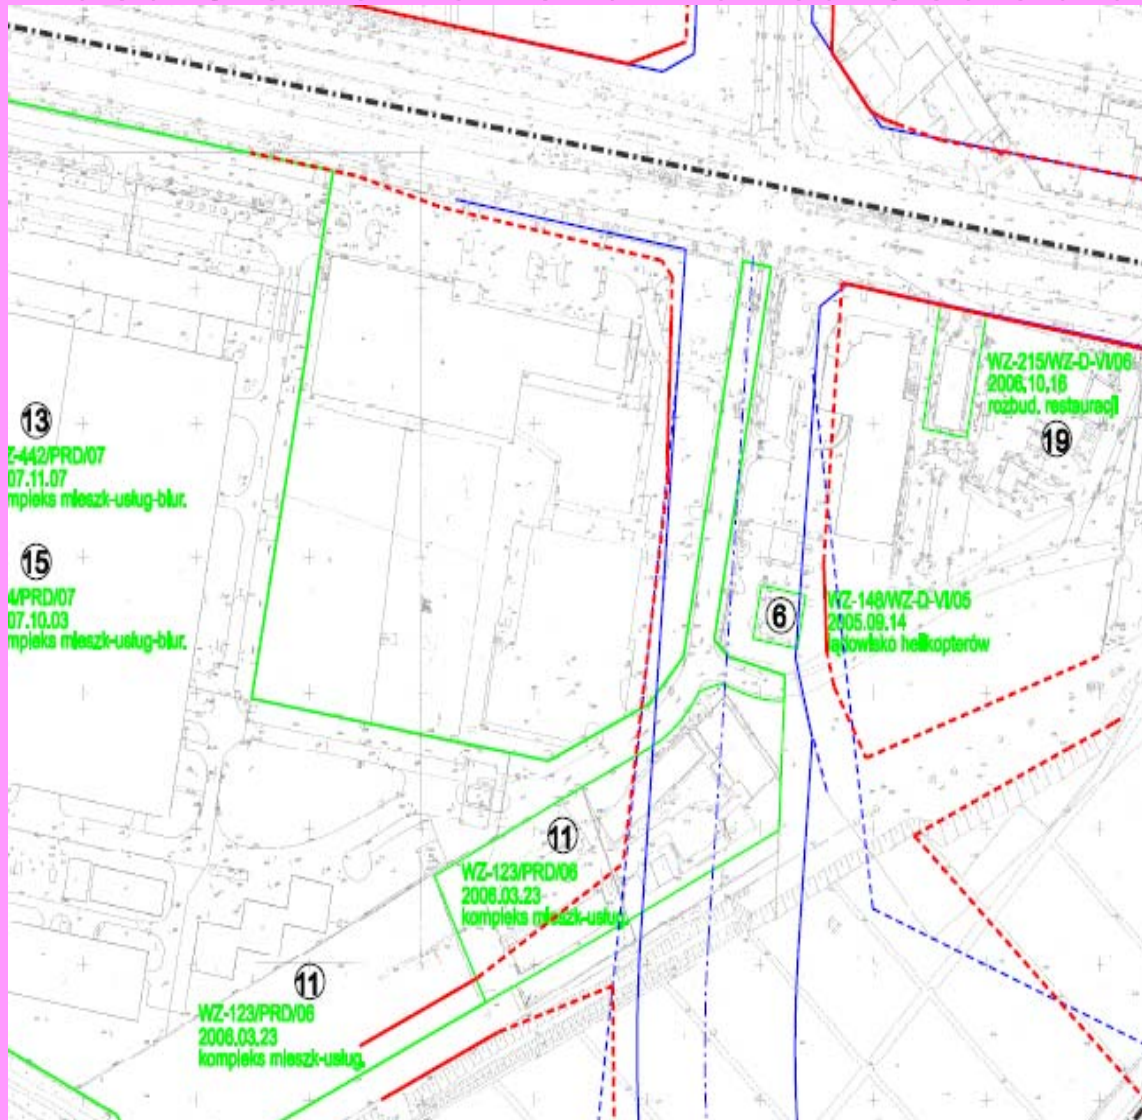 WZ-215/WZ-D-VI/06
2006.10.16
rozbud. restauracji
19
13
Z-442/PRD/07
07.11.07
mpleks mieszk-usług-biur.
15
4/PRD/07
07.10.03
mpleks mieszk-usług-biur.
6
WZ-148/WZ-D-VI/05
2005.09.14
lądowisko helikopterów
11
WZ-123/PRD/06
2006.03.23
kompleks mieszk-usług.
11
WZ-123/PRD/06
2006.03.23
kompleks mieszk-usług.